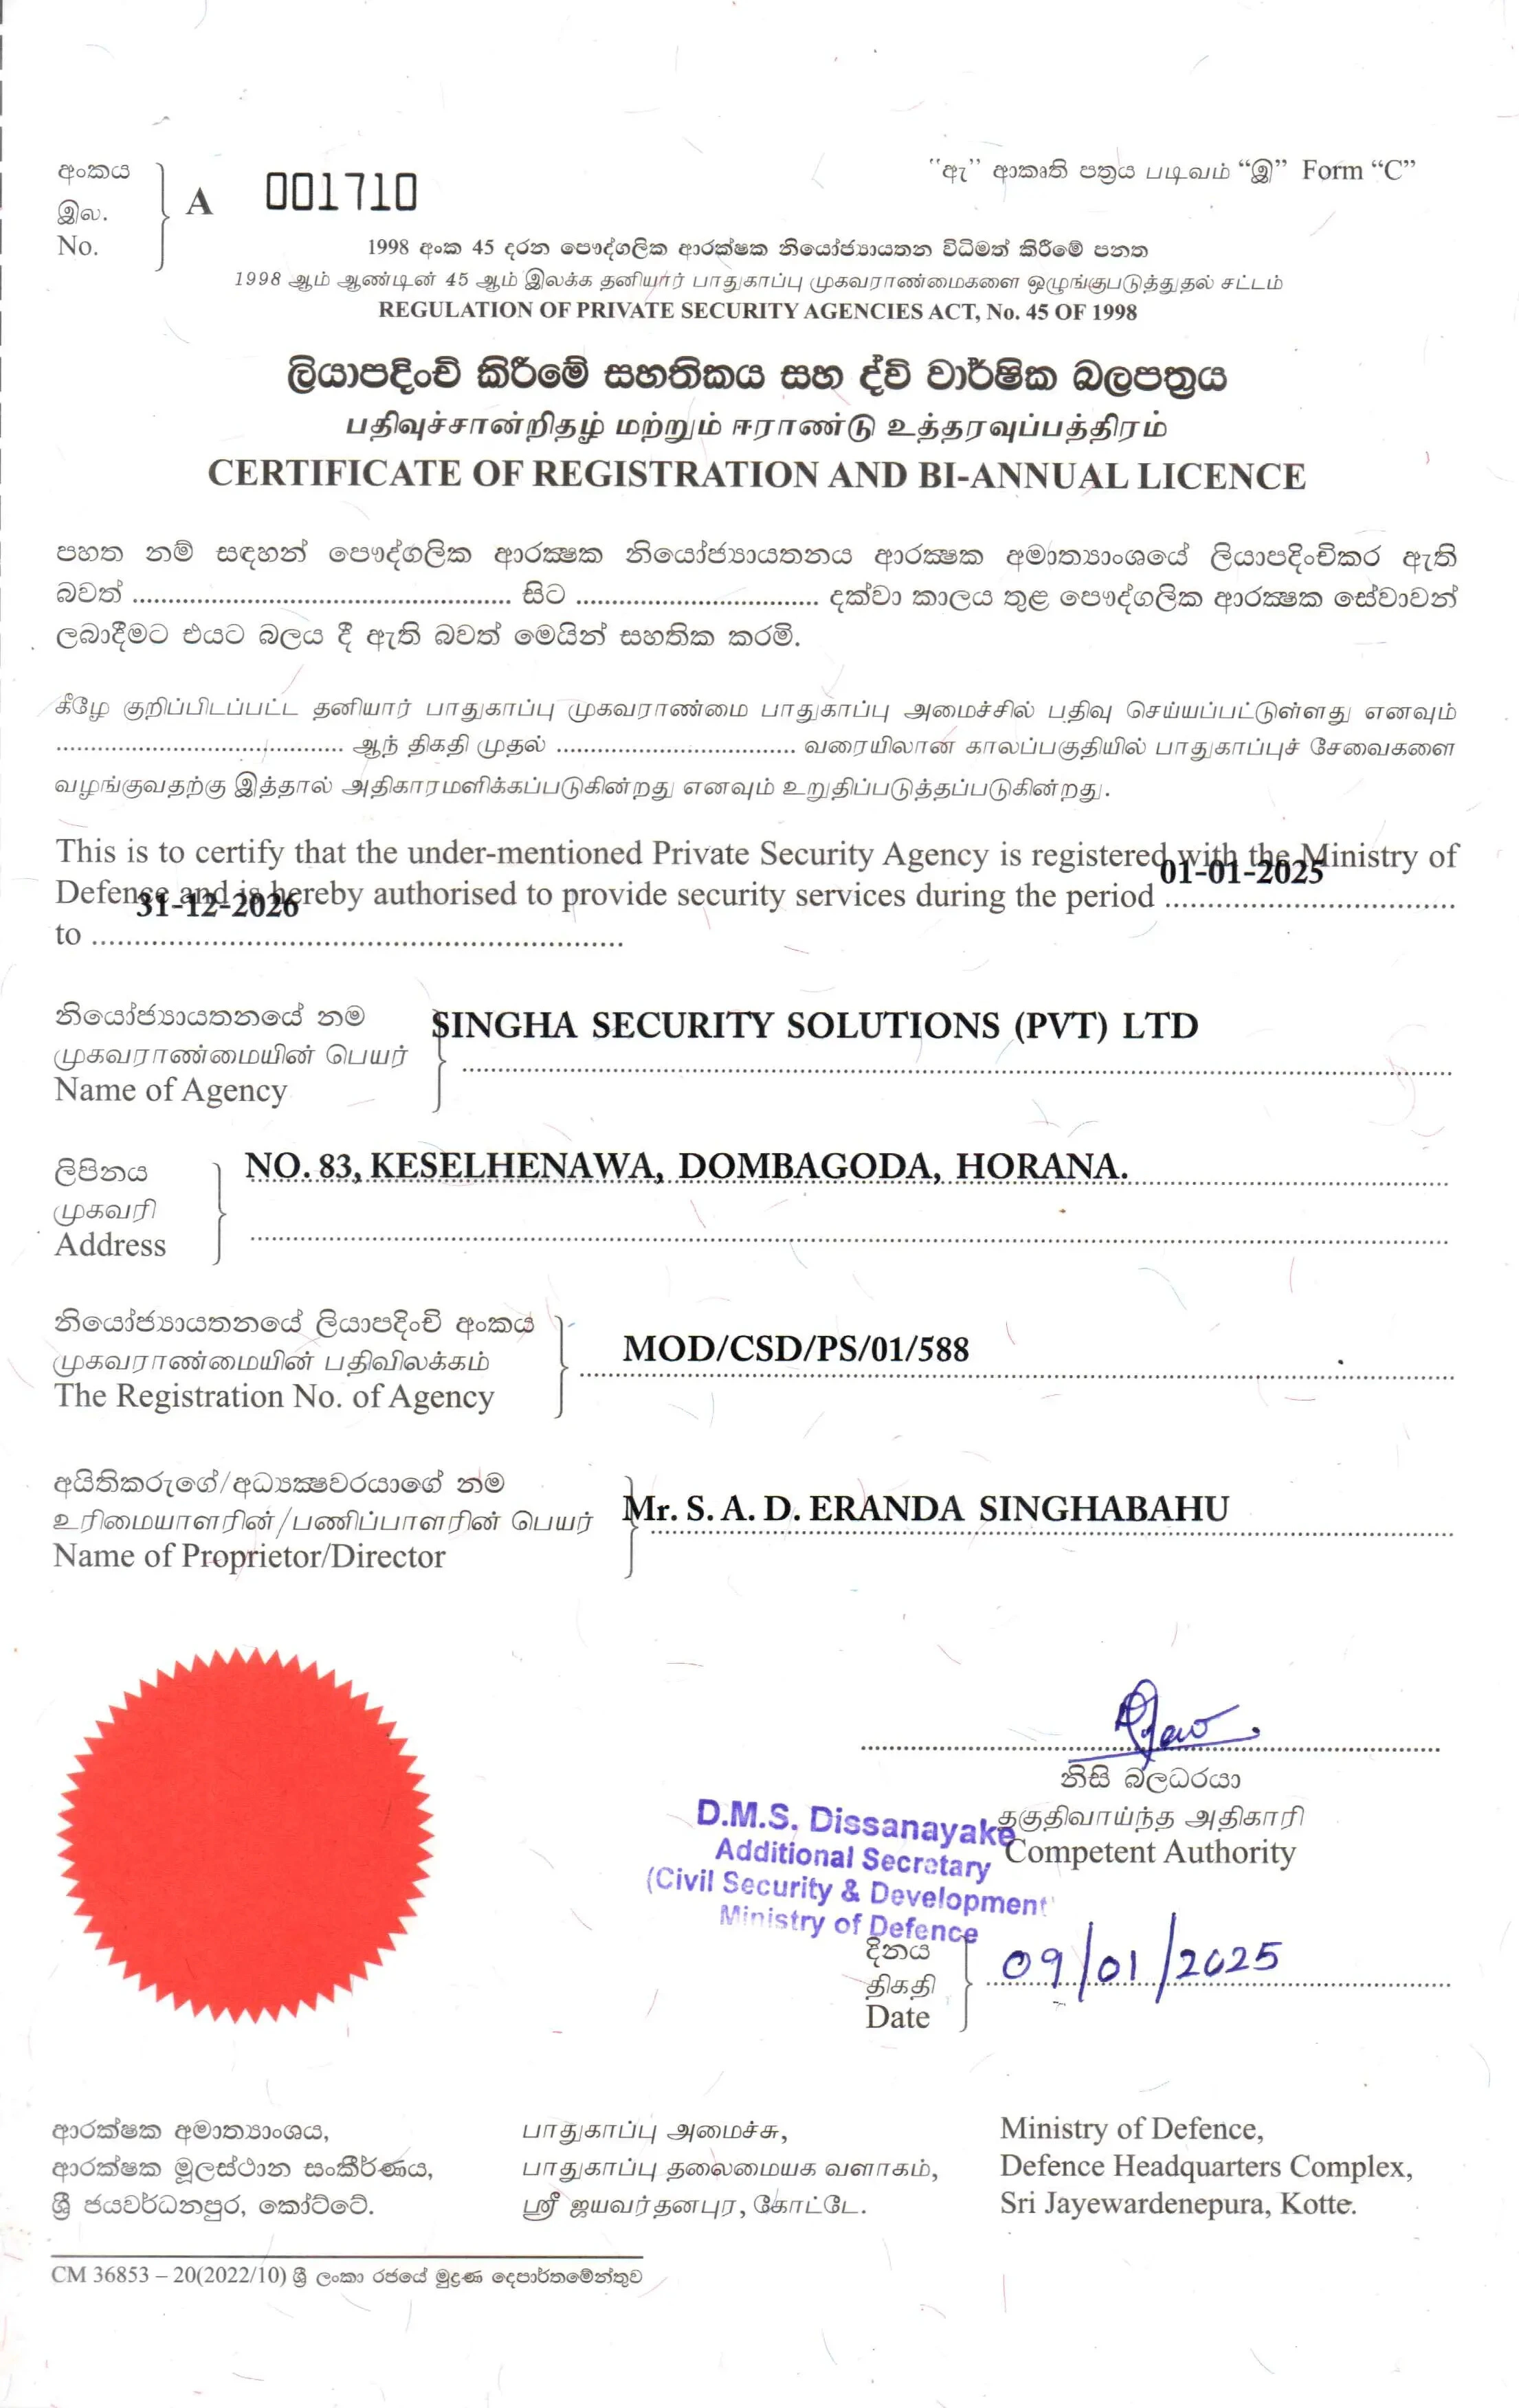 අංකය
இல.
No.
A 001710
"ඇ" ආකෘති පත්‍රය படிவம் “இ” Form “C”
1998 අංක 45 දරන පෞද්ගලික ආරක්ෂක නියෝජ්‍යායතන විධිමත් කිරීමේ පනත
1998 ஆம் ஆண்டின் 45 ஆம் இலக்க தனியார் பாதுகாப்பு முகவராண்மைகளை ஒழுங்குபடுத்துதல் சட்டம்
REGULATION OF PRIVATE SECURITY AGENCIES ACT, No. 45 OF 1998
ලියාපදිංචි කිරීමේ සහතිකය සහ ද්වි වාර්ෂික බලපත්‍රය
பதிவுச்சான்றிதழ் மற்றும் ஈராண்டு உத்தரவுப்பத்திரம்
CERTIFICATE OF REGISTRATION AND BI-ANNUAL LICENCE
පහත නම් සඳහන් පෞද්ගලික ආරක්ෂක නියෝජ්‍යායතනය ආරක්ෂක අමාත්‍යාංශයේ ලියාපදිංචිකර ඇති
බවත් ........................................ සිට ........................................ දක්වා කාලය තුළ පෞද්ගලික ආරක්ෂක සේවාවන්
ලබාදීමට එයට බලය දී ඇති බවත් මෙයින් සහතික කරමි.
கீழே குறிப்பிடப்பட்ட தனியார் பாதுகாப்பு முகவராண்மை பாதுகாப்பு அமைச்சில் பதிவு செய்யப்பட்டுள்ளது எனவும்
........................................ ஆந் திகதி முதல் ........................................ வரையிலான காலப்பகுதியில் பாதுகாப்புச் சேவைகளை
வழங்குவதற்கு இத்தால் அதிகாரமளிக்கப்படுகின்றது எனவும் உறுதிப்படுத்தப்படுகின்றது.
This is to certify that the under-mentioned Private Security Agency is registered with the Ministry of
Defence and is hereby authorised to provide security services during the period 01-01-2025
to 31-12-2026
නියෝජ්‍යායතනයේ නම
முகவராண்மையின் பெயர்
Name of Agency
SINGHA SECURITY SOLUTIONS (PVT) LTD
ලිපිනය
முகவரி
Address
NO. 83, KESELHENAWA, DOMBAGODA, HORANA.
නියෝජ්‍යායතනයේ ලියාපදිංචි අංකය
முகவராண்மையின் பதிவிலக்கம்
The Registration No. of Agency
MOD/CSD/PS/01/588
අයිතිකරුගේ/අධ්‍යක්ෂවරයාගේ නම
உரிமையாளரின்/பணிப்பாளரின் பெயர்
Name of Proprietor/Director
Mr. S. A. D. ERANDA SINGHABAHU
නිසි බලධරයා
தகுதிவாய்ந்த அதிகாரி
Competent Authority
D.M.S. Dissanayake
Additional Secretary
(Civil Security & Development)
Ministry of Defence
දිනය
திகதி
Date
09/01/2025
ආරක්ෂක අමාත්‍යාංශය,
ආරක්ෂක මූලස්ථාන සංකීර්ණය,
ශ්‍රී ජයවර්ධනපුර, කෝට්ටේ.
பாதுகாப்பு அமைச்சு,
பாதுகாப்பு தலைமையக வளாகம்,
ஸ்ரீ ஜயவர்தனபுர, கோட்டே.
Ministry of Defence,
Defence Headquarters Complex,
Sri Jayewardenepura, Kotte.
CM 36853 – 20(2022/10) ශ්‍රී ලංකා රජයේ මුද්‍රණ දෙපාර්තමේන්තුව